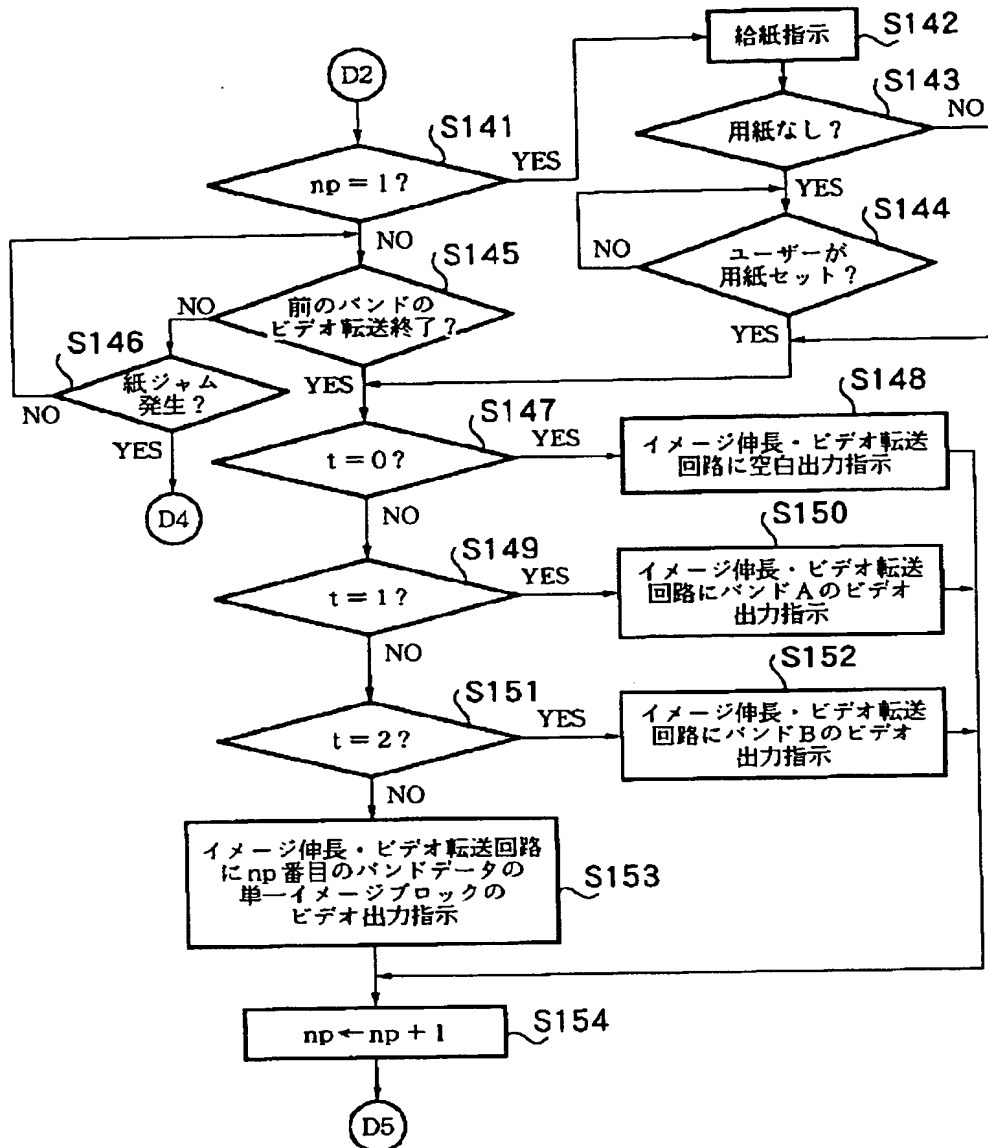 D2
S141
np=1?
YES
NO
給紙指示
S142
S143
用紙なし?
NO
YES
S144
ユーザーが
用紙セット?
NO
YES
S145
前のバンドの
ビデオ転送終了?
NO
YES
S146
紙ジャム
発生?
NO
YES
D4
S147
t=0?
YES
NO
S148
イメージ伸長・ビデオ転送
回路に空白出力指示
S149
t=1?
YES
NO
S150
イメージ伸長・ビデオ転送
回路にバンドAのビデオ
出力指示
S151
t=2?
YES
NO
S152
イメージ伸長・ビデオ転送
回路にバンドBのビデオ
出力指示
イメージ伸長・ビデオ転送回路
にnp番目のバンドデータの
単一イメージブロックの
ビデオ出力指示
S153
np←np+1
S154
D5